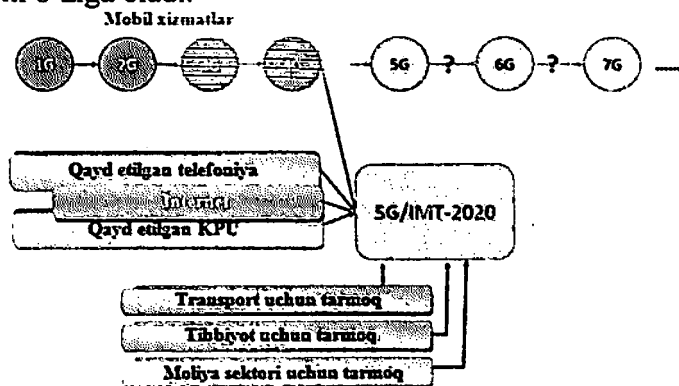 Mobil xizmatlar
1G 2G 5G ? 6G ? 7G
Qayd etilgan telefoniya
Internet
Qayd etilgan KPU
5G/IMT-2020
Transport uchun tarmoq
Tibbiyot uchun tarmoq
Moliya sektori uchun tarmoq